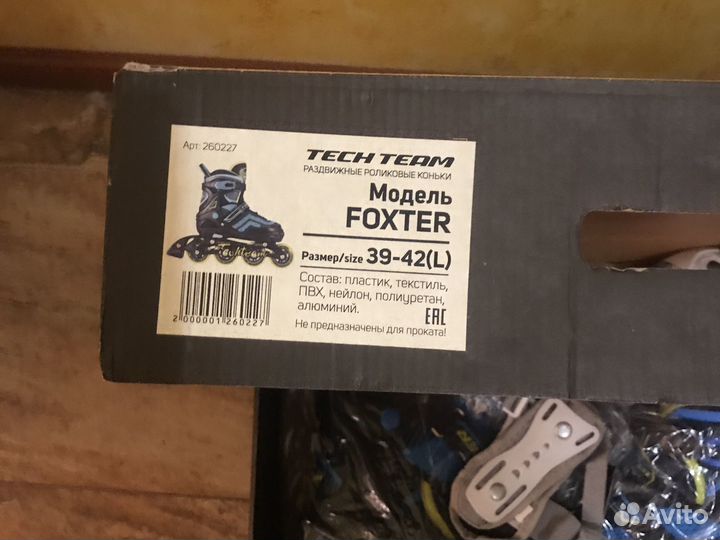 Арт: 260227
TECH TEAM
РАЗДВИЖНЫЕ РОЛИКОВЫЕ КОНЬКИ
Модель
FOXTER
Размер/size 39-42(L)
Состав: пластик, текстиль,
ПВХ, нейлон, полиуретан,
алюминий.
Не предназначены для проката!
EAC
2 000001 260227
Techteam
Avito